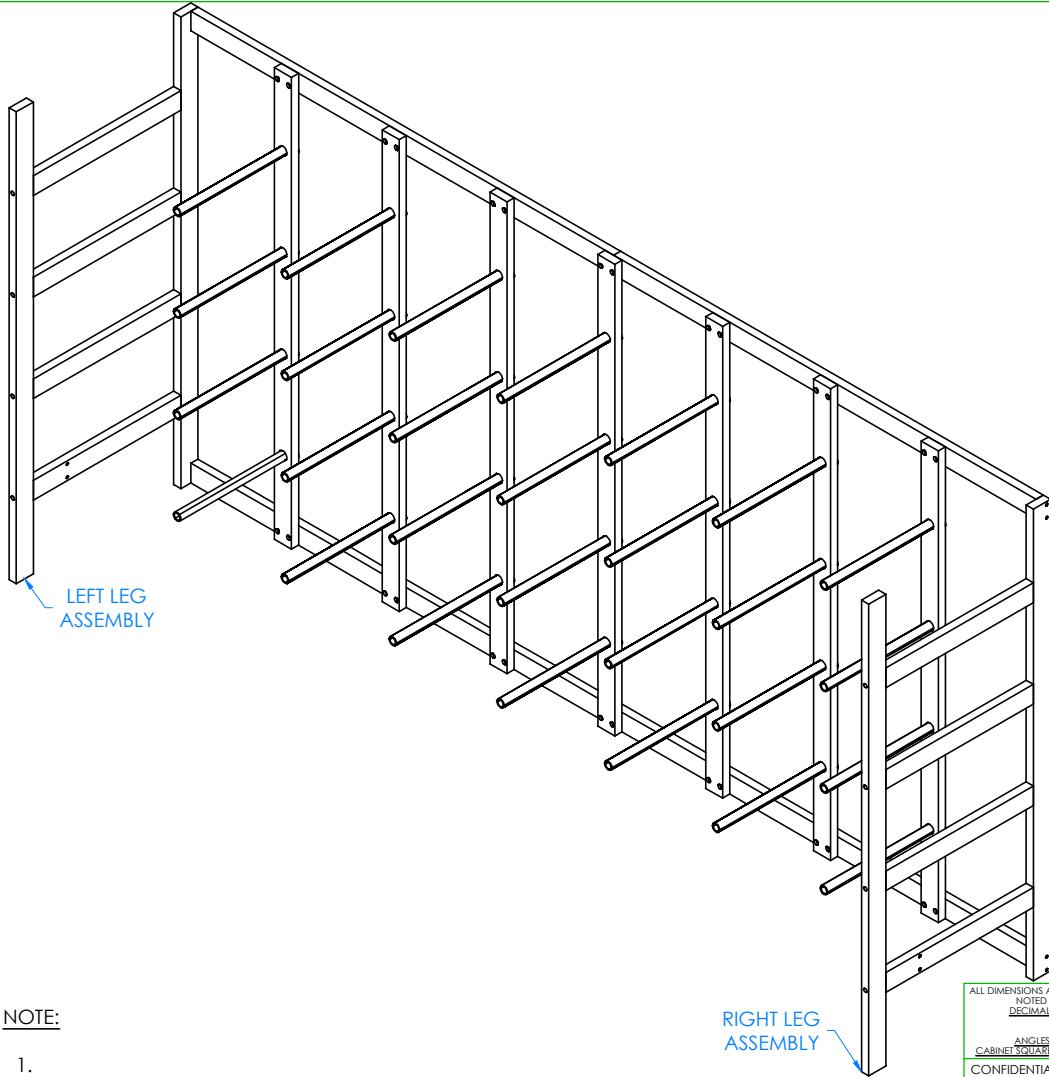 LEFT LEG
ASSEMBLY
NOTE:
1.
RIGHT LEG
ASSEMBLY
ALL DIMENSIONS A
NOTED
DECIMAL
ANGLES
CABINET SQUAR
CONFIDENTIA